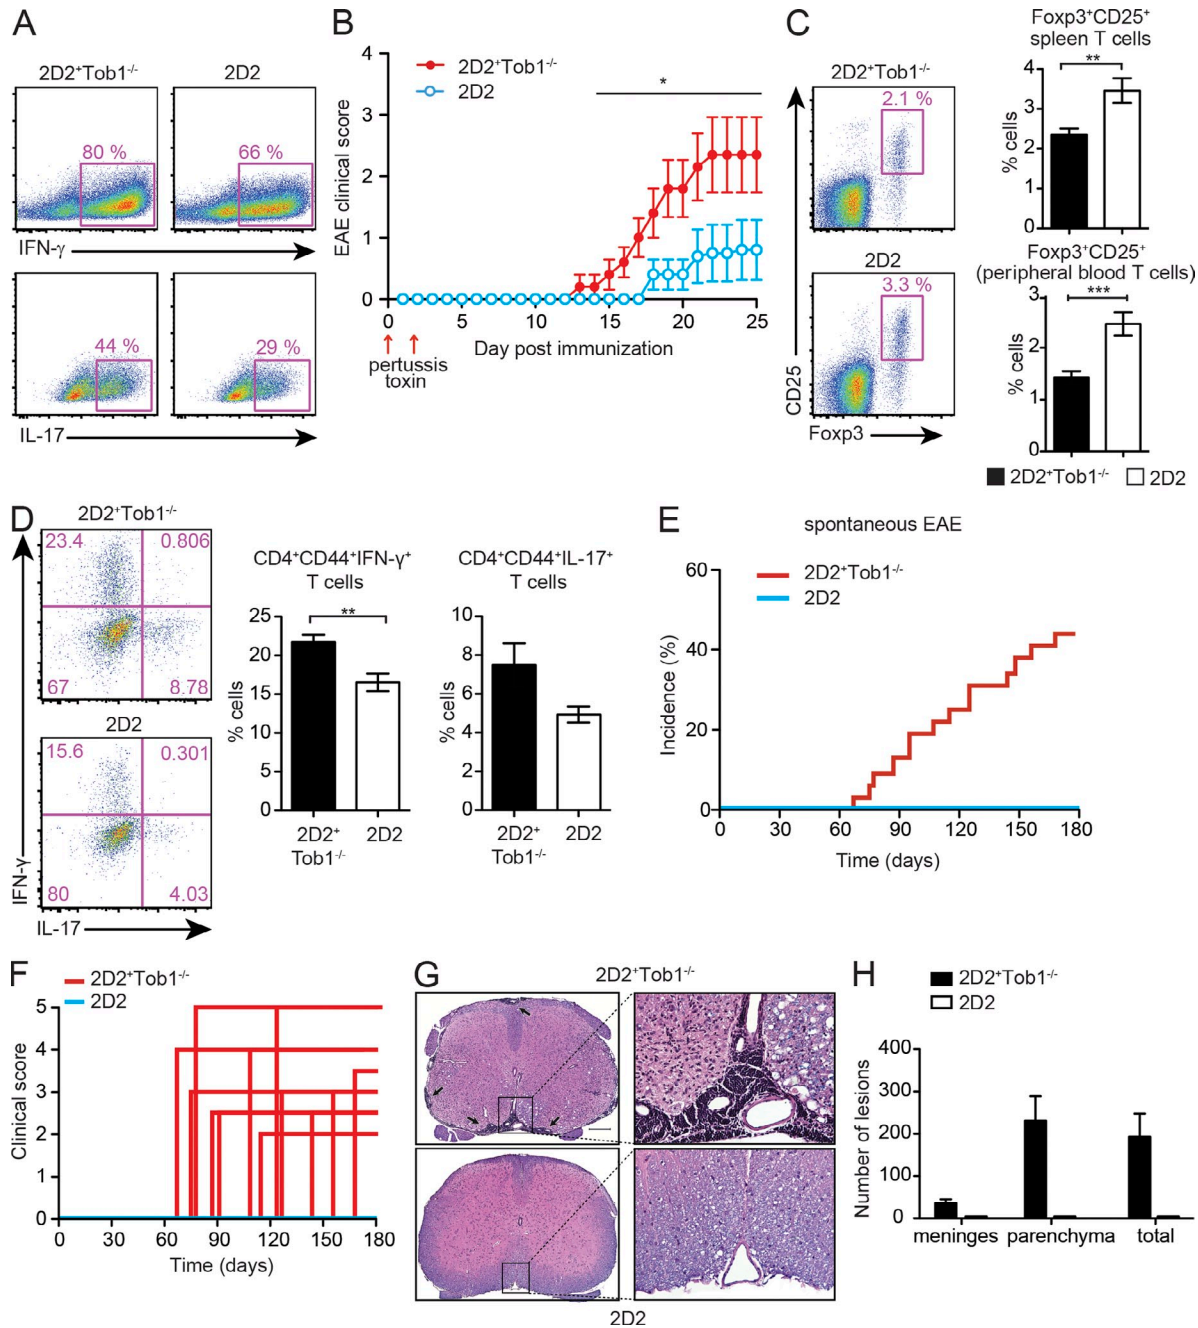 A
2D2⁺Tob1⁻/⁻
2D2
80 %
66 %
IFN-γ
44 %
29 %
IL-17
B
EAE clinical score
4
3
2
1
0
2D2⁺Tob1⁻/⁻
2D2
*
0
5
10
15
20
25
Day post immunization
pertussis
toxin
C
2D2⁺Tob1⁻/⁻
2.1 %
2D2
3.3 %
CD25
Foxp3
Foxp3⁺CD25⁺
spleen T cells
**
% cells
4
3
2
1
0
Foxp3⁺CD25⁺
(peripheral blood T cells)
***
% cells
3
2
1
0
2D2⁺Tob1⁻/⁻
2D2
D
2D2⁺Tob1⁻/⁻
23.4
0.806
67
8.78
2D2
15.6
0.301
80
4.03
IFN-γ
IL-17
CD4⁺CD44⁺IFN-γ⁺
T cells
**
% cells
25
20
15
10
5
0
2D2⁺
Tob1⁻/⁻
2D2
CD4⁺CD44⁺IL-17⁺
T cells
% cells
10
8
6
4
2
0
2D2⁺
Tob1⁻/⁻
2D2
E
spontaneous EAE
2D2⁺Tob1⁻/⁻
2D2
Incidence (%)
60
40
20
0
0
30
60
90
120
150
180
Time (days)
F
2D2⁺Tob1⁻/⁻
2D2
Clinical score
5
4
3
2
1
0
0
30
60
90
120
150
180
Time (days)
G
2D2⁺Tob1⁻/⁻
2D2
H
2D2⁺Tob1⁻/⁻
2D2
Number of lesions
400
300
200
100
0
meninges
parenchyma
total